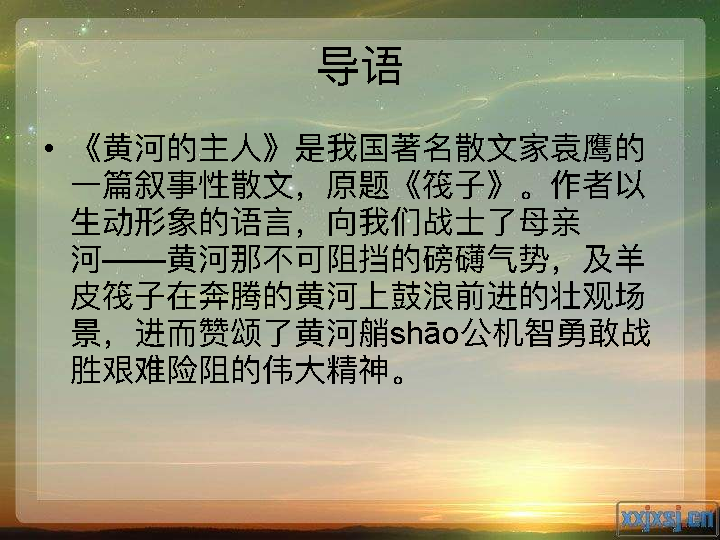 导语
• 《黄河的主人》是我国著名散文家袁鹰的
一篇叙事性散文，原题《筏子》。作者以
生动形象的语言，向我们战士了母亲
河——黄河那不可阻挡的磅礴气势，及羊
皮筏子在奔腾的黄河上鼓浪前进的壮观场
景，进而赞颂了黄河艄shāo公机智勇敢战
胜艰难险阻的伟大精神。
xxjxsj.cn